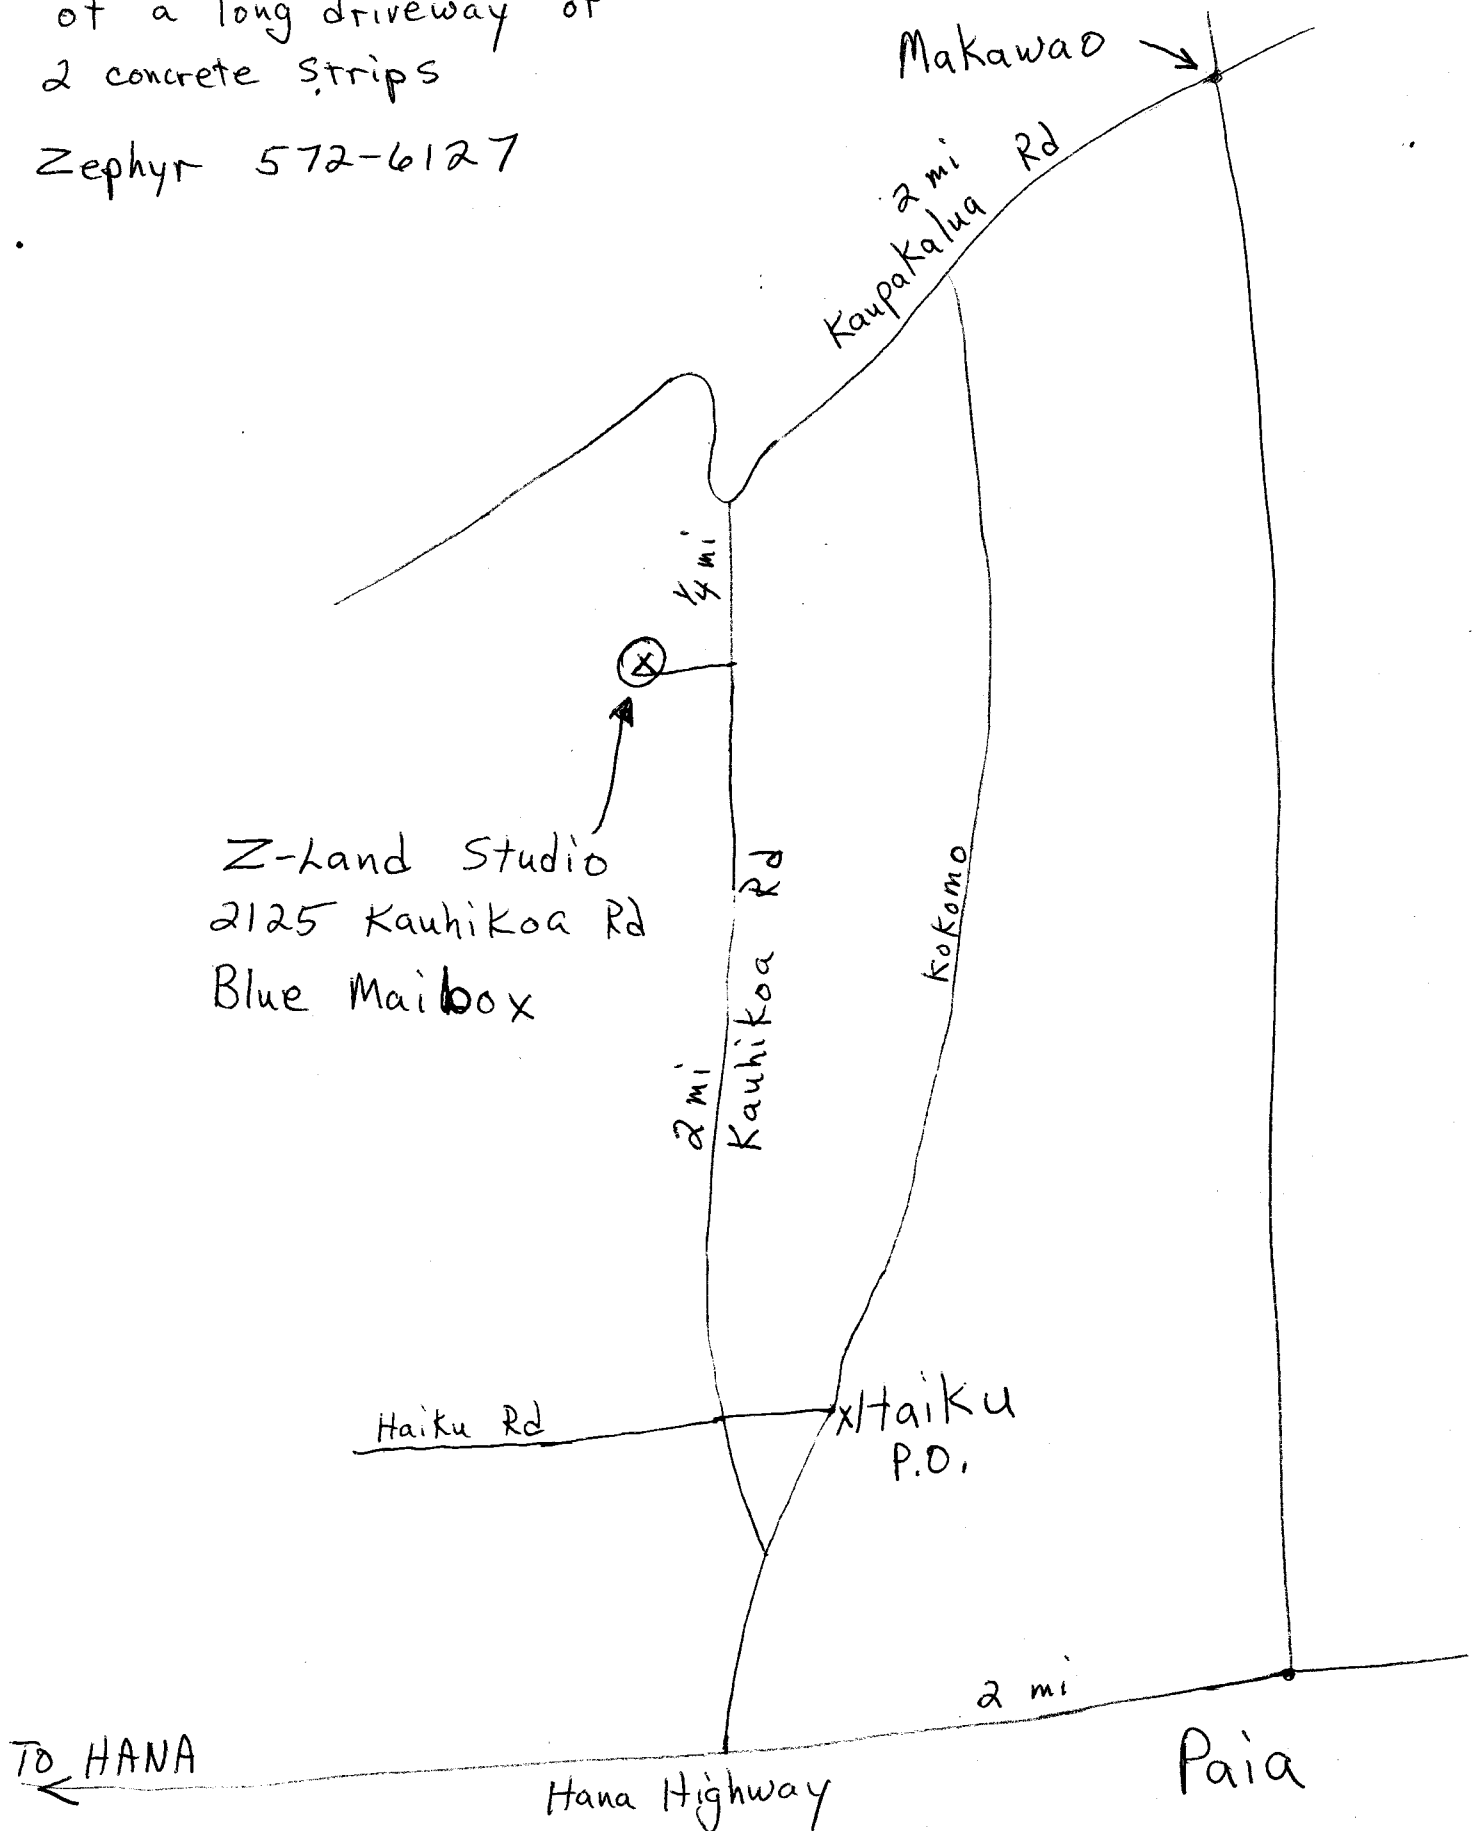 of a long driveway of
2 concrete strips
Zephyr 572-6127
Makawao
2 mi
Kaupakalua Rd
1/4 mi
Z-Land Studio
2125 Kauhikoa Rd
Blue Mailbox
Kauhikoa Rd
2 mi
Kokomo
Haiku Rd
x Haiku
P.O.
2 mi
TO HANA
Hana Highway
Paia